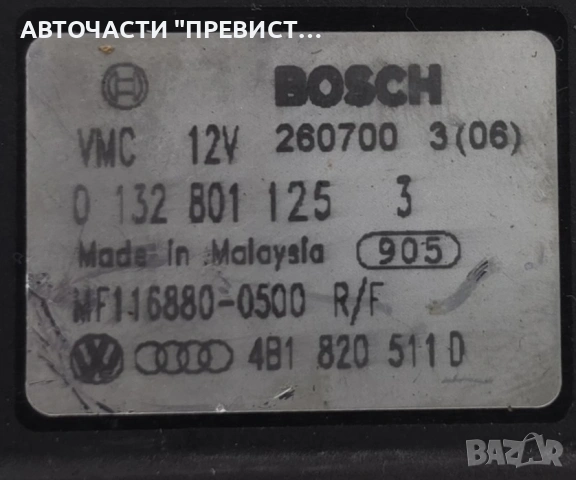 АВТОЧАСТИ "ПРЕВИСТ...
BOSCH
VMC 12V 260700 3(06)
0 132 801 125 3
Made in Malaysia 905
MF116880-0500 R/F
4B1 820 511 D
BAZAR